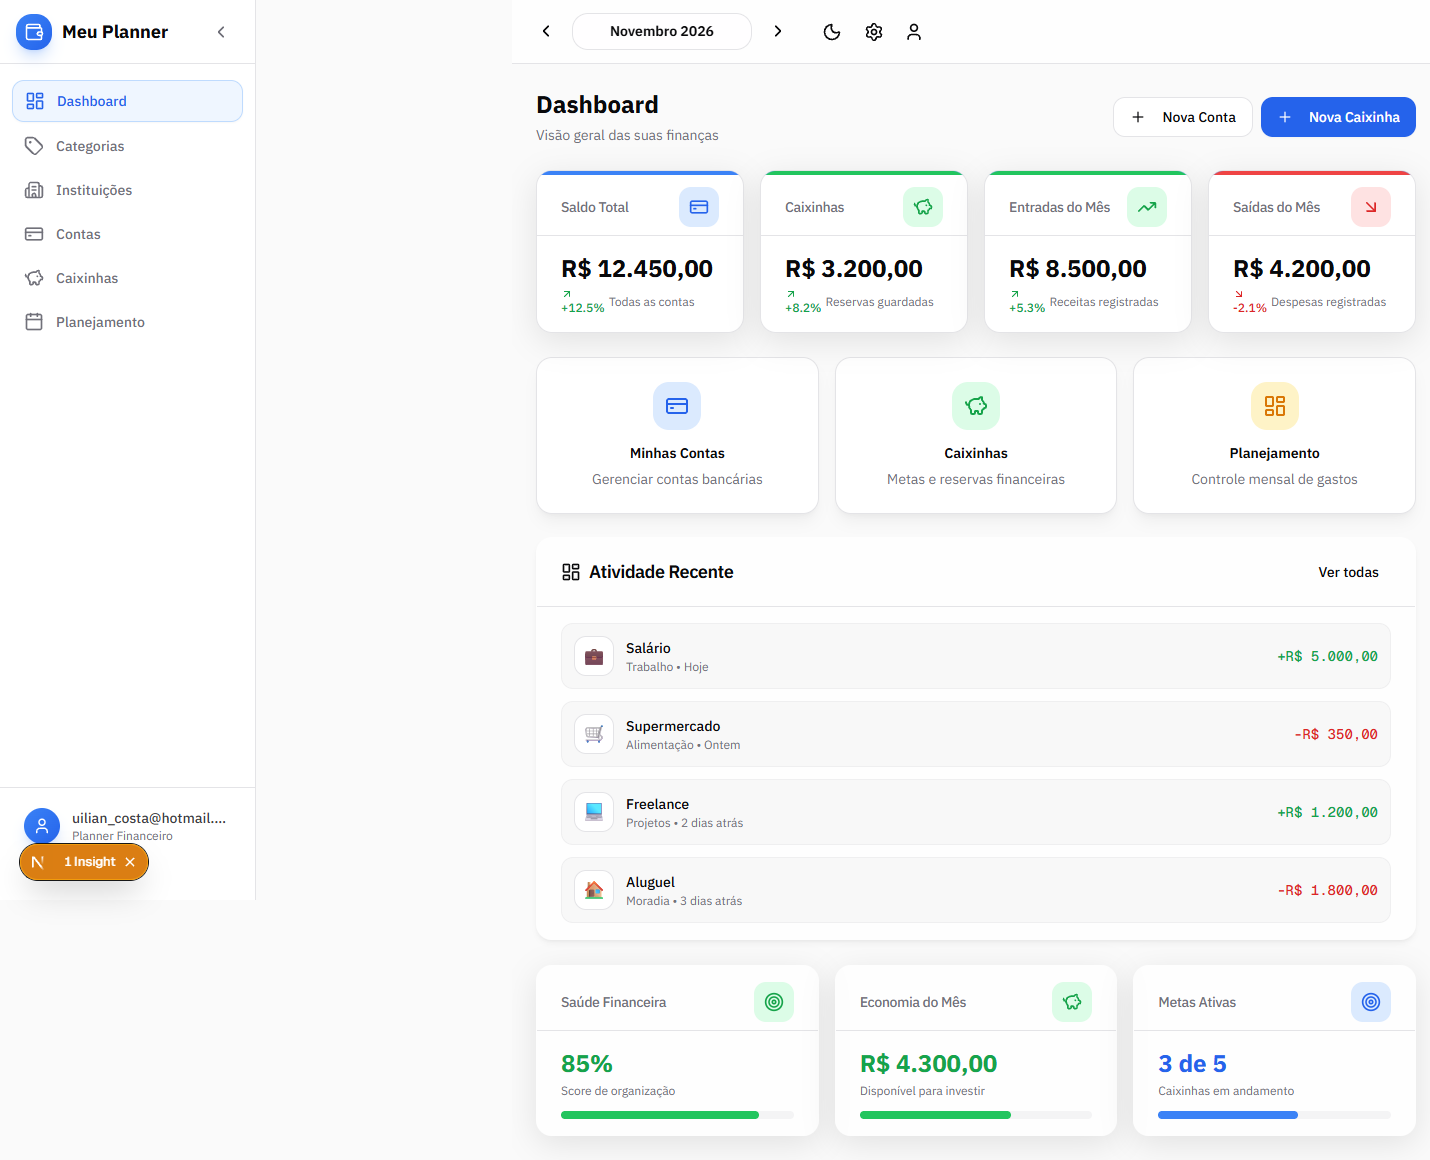 Meu Planner
Dashboard
Categorias
Instituições
Contas
Caixinhas
Planejamento
uilian_costa@hotmail....
Planner Financeiro
N 1 Insight
Novembro 2026
Dashboard
Visão geral das suas finanças
Nova Conta
Nova Caixinha
Saldo Total
R$ 12.450,00
+12.5% Todas as contas
Caixinhas
R$ 3.200,00
+8.2% Reservas guardadas
Entradas do Mês
R$ 8.500,00
+5.3% Receitas registradas
Saídas do Mês
R$ 4.200,00
-2.1% Despesas registradas
Minhas Contas
Gerenciar contas bancárias
Caixinhas
Metas e reservas financeiras
Planejamento
Controle mensal de gastos
Atividade Recente
Ver todas
Salário
Trabalho • Hoje
+R$ 5.000,00
Supermercado
Alimentação • Ontem
-R$ 350,00
Freelance
Projetos • 2 dias atrás
+R$ 1.200,00
Aluguel
Moradia • 3 dias atrás
-R$ 1.800,00
Saúde Financeira
85%
Score de organização
Economia do Mês
R$ 4.300,00
Disponível para investir
Metas Ativas
3 de 5
Caixinhas em andamento